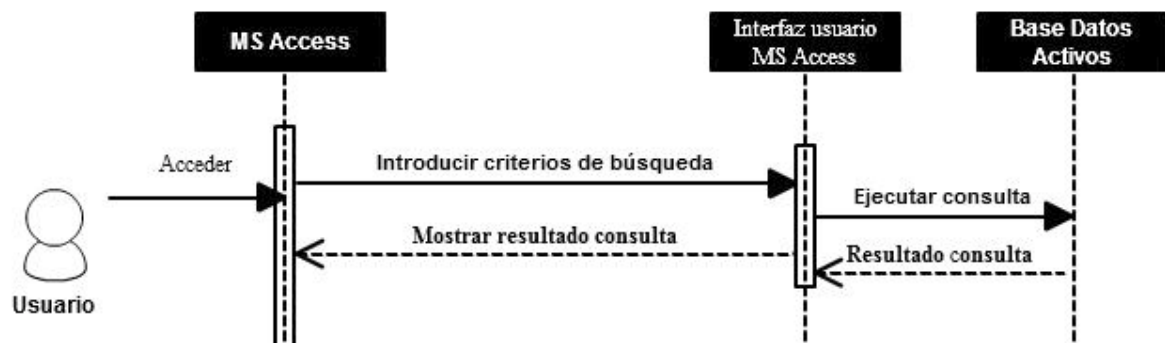 MS Access
Interfaz usuario
MS Access
Base Datos
Activos
Acceder
Introducir criterios de búsqueda
Ejecutar consulta
Mostrar resultado consulta
Resultado consulta
Usuario